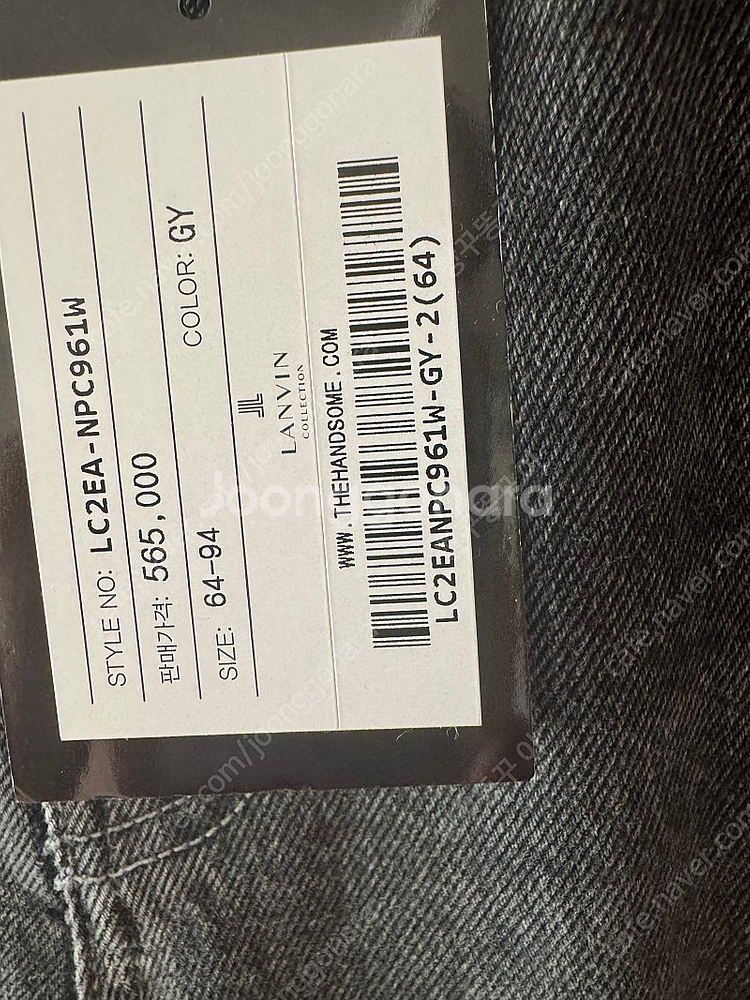 STYLE NO: LC2EA-NPC961W
판매가격: 565,000
SIZE: 64-94 COLOR: GY
LANVIN
COLLECTION
WWW.THEHANDSOME.COM
LC2EANPC961W-GY-2(64)
Joonggonara